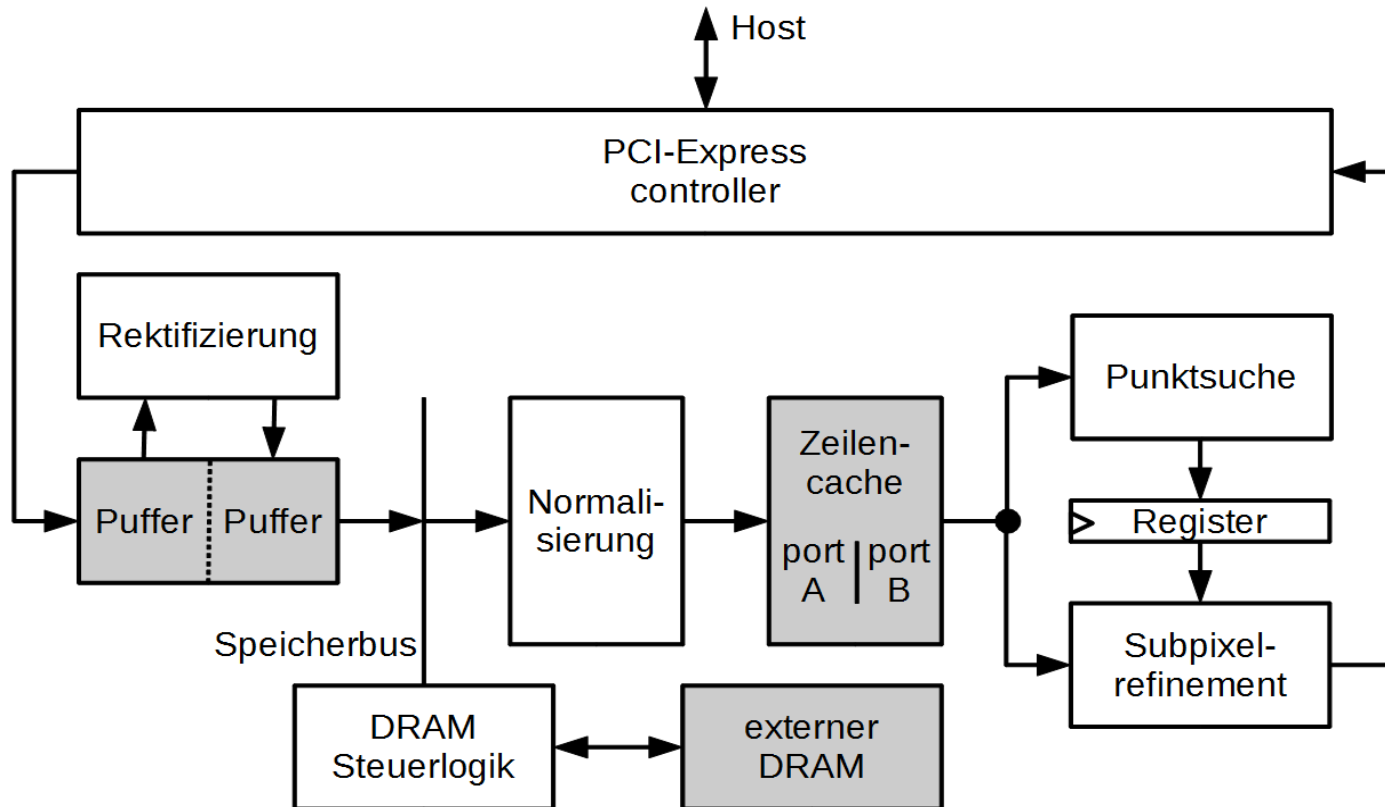 Host
PCI-Express
controller
Rektifizierung
Puffer
Puffer
Speicherbus
Normali-
sierung
Zeilen-
cache
port
A
port
B
Punktsuche
Register
Subpixel-
refinement
DRAM
Steuerlogik
externer
DRAM